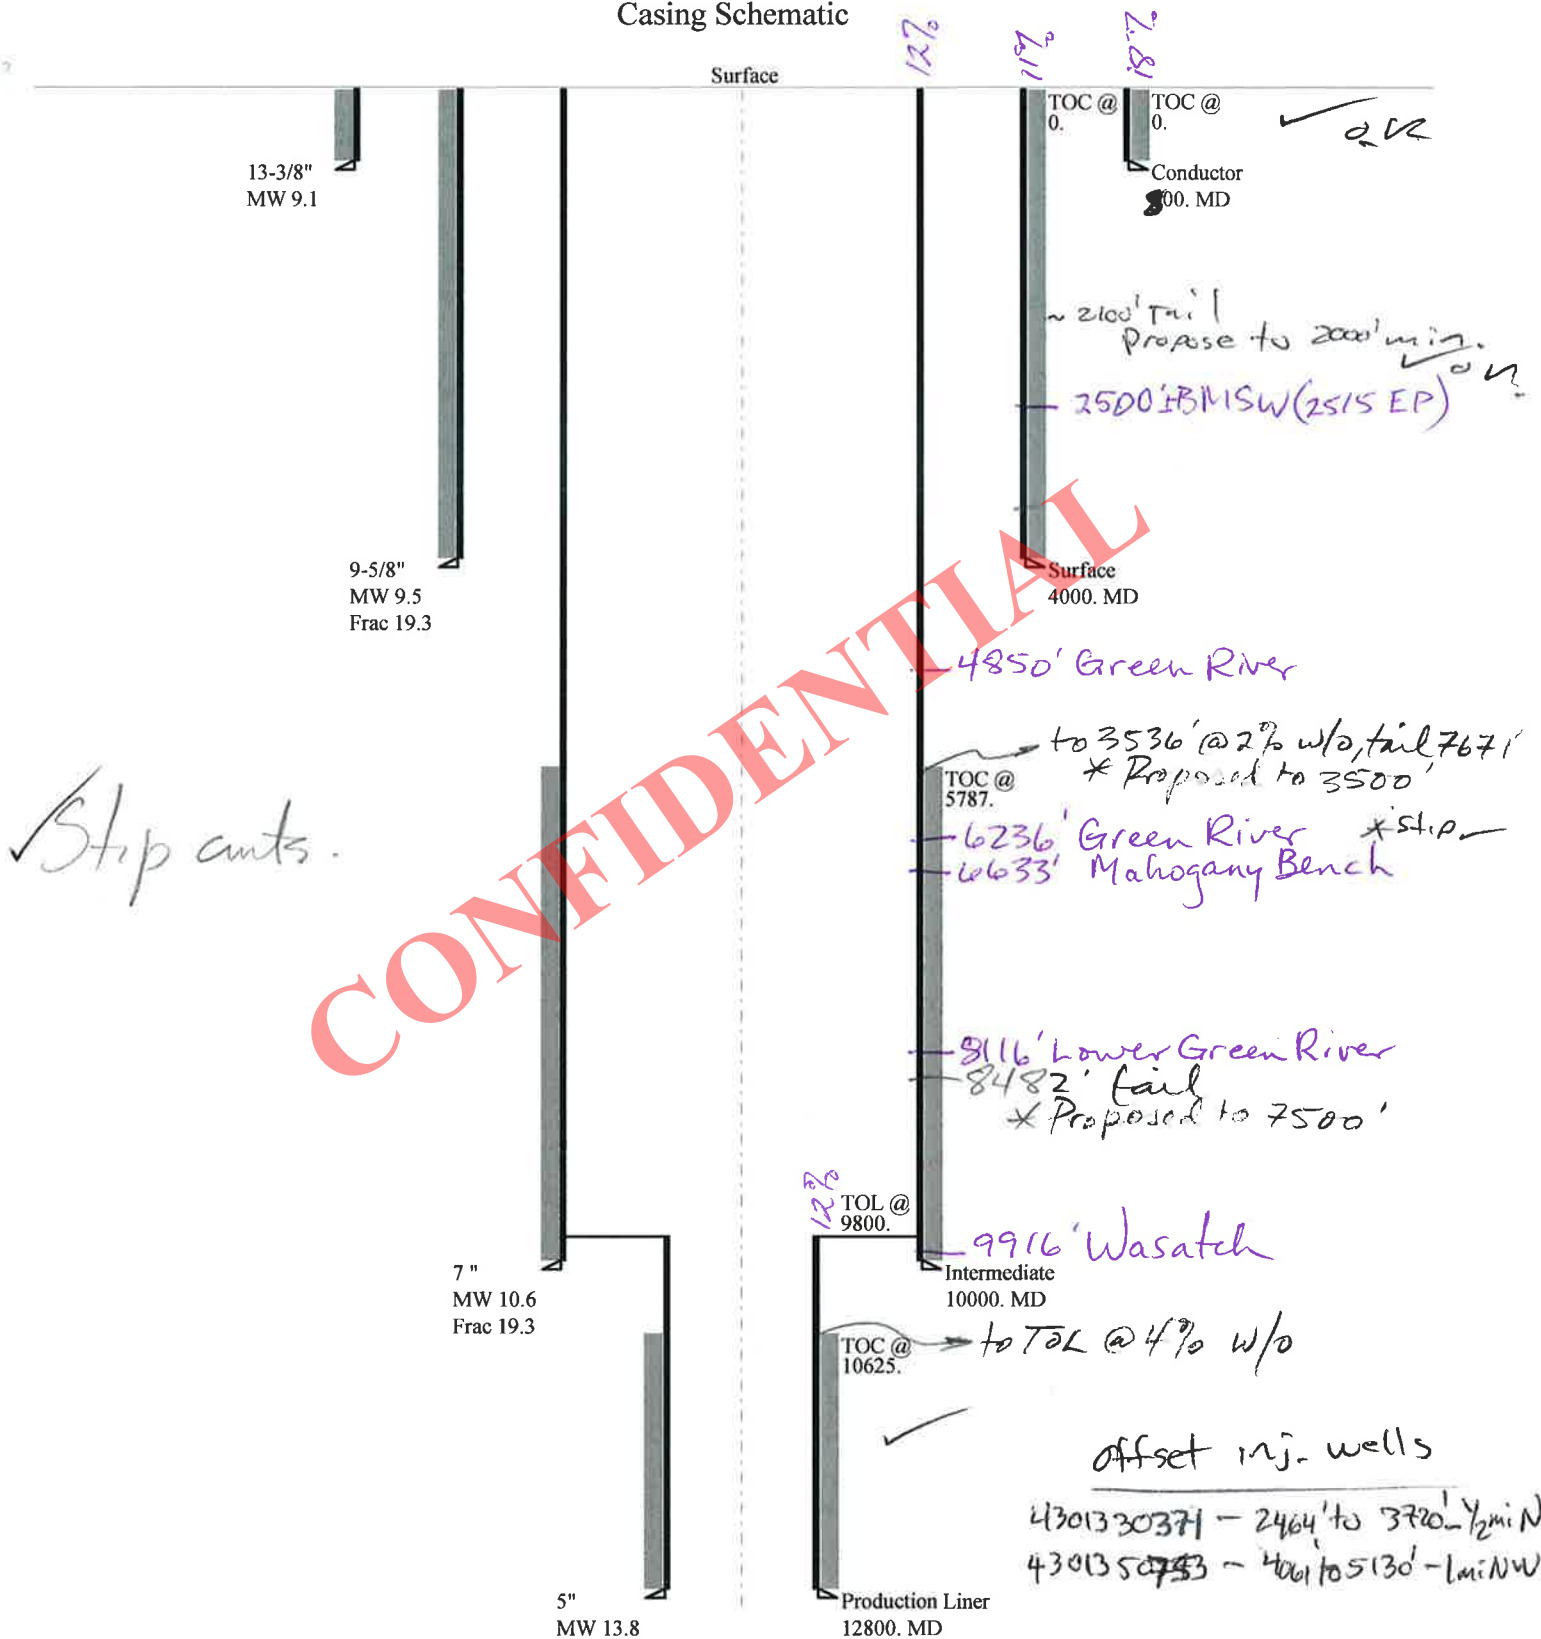 Casing Schematic
12%
Surface
TOC @
0.
TOC @
0.
✓ O.K.
13-3/8"
MW 9.1
Conductor
00. MD
~ 2100' Tail
Propose to 2000' min.
✓ OK
2500'± BMSW (2515 EP)
9-5/8"
MW 9.5
Frac 19.3
Surface
4000. MD
CONFIDENTIAL
4850' Green River
to 3536' @ 2% w/o, tail 7671'
* Proposed to 3500'
TOC @
5787.
6236' Green River * stip
6633' Mahogany Bench
✓ Stip cmts.
8116' Lower Green River
8482' tail
* Proposed to 7500'
12%
TOL @
9800.
9916' Wasatch
7 "
MW 10.6
Frac 19.3
Intermediate
10000. MD
to TOL @ 4% w/o
TOC @
10625.
✓
offset inj. wells
4301330371 - 2464' to 3720' - 1/2 mi N
4301350753 - 4061' to 5130' - 1 mi NW
5"
MW 13.8
Production Liner
12800. MD